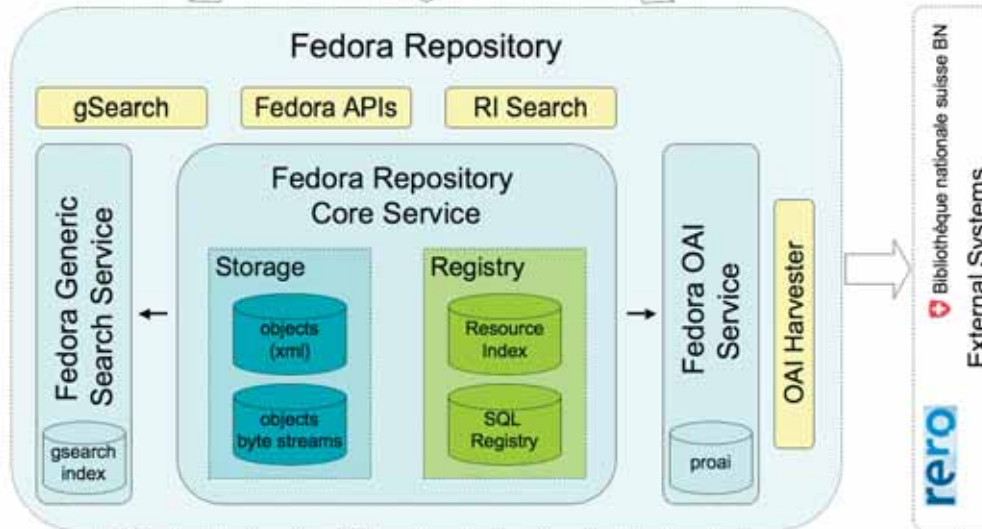 Fedora Repository
gSearch
Fedora APIs
RI Search
Fedora Generic
Search Service
gsearch
index
Fedora Repository
Core Service
Storage
objects
(xml)
objects
byte streams
Registry
Resource
Index
SQL
Registry
Fedora OAI
Service
proai
OAI Harvester
Bibliothèque nationale suisse BN
External Systems
rero